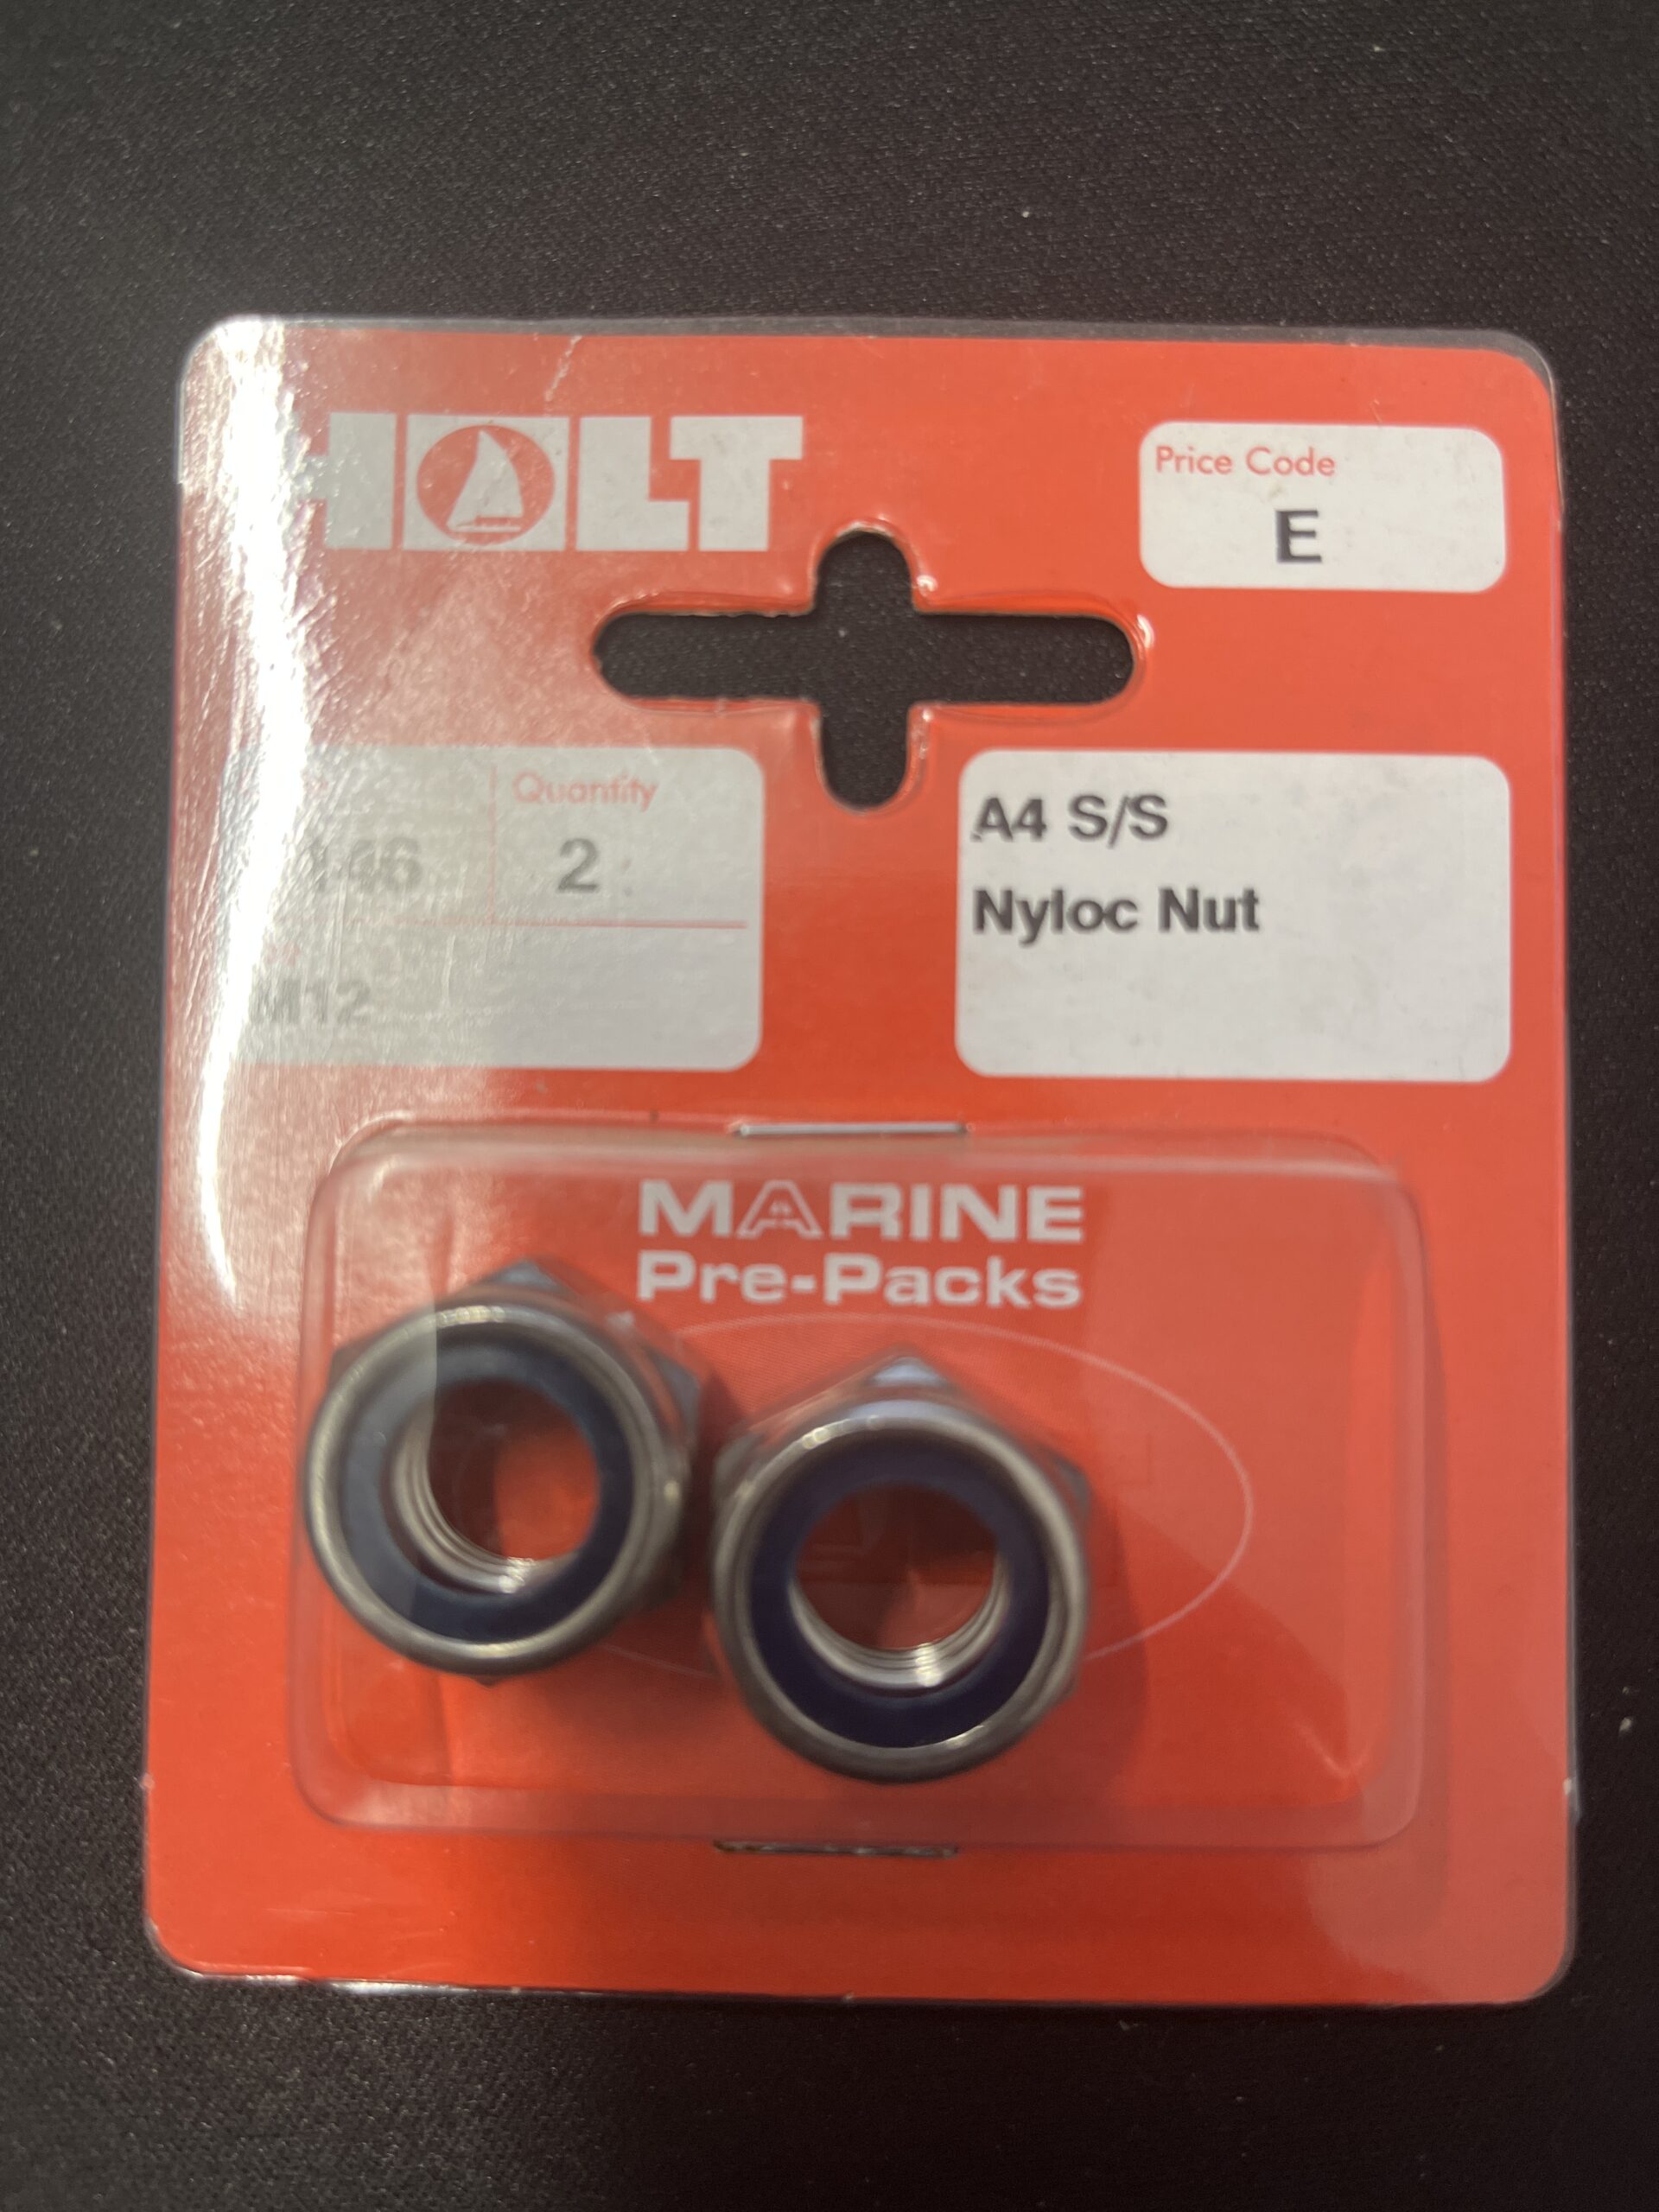 HOLT
Price Code
E
Quantity
2
M12
A4 S/S
Nyloc Nut
MARINE
Pre-Packs